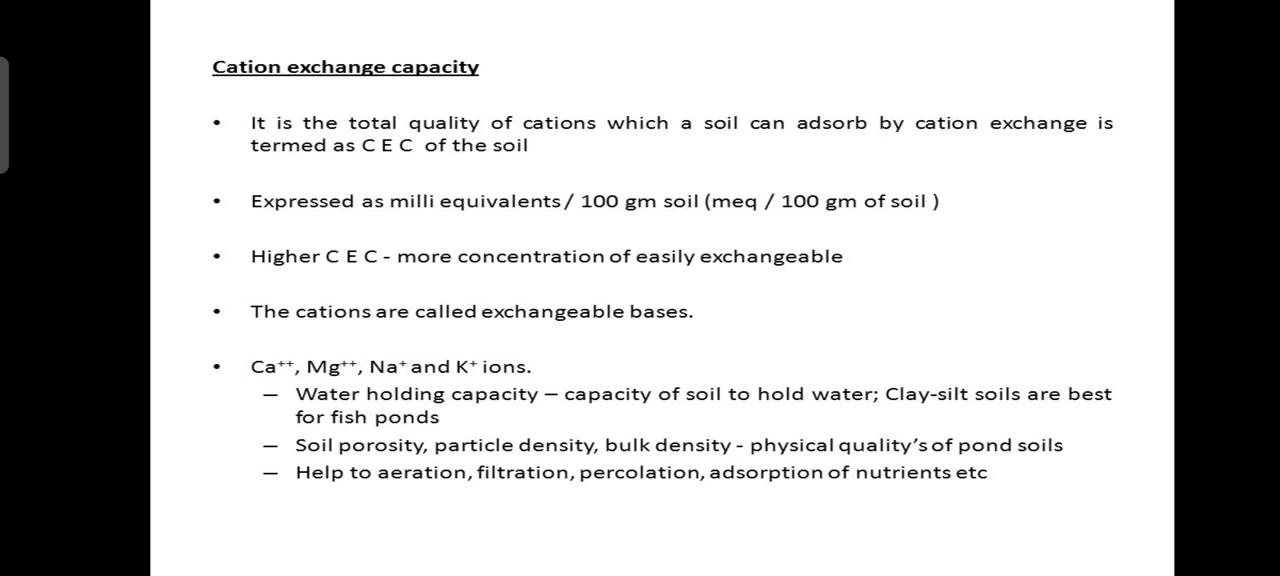 Cation exchange capacity
• It is the total quality of cations which a soil can adsorb by cation exchange is
termed as C E C of the soil
• Expressed as milli equivalents / 100 gm soil (meq / 100 gm of soil )
• Higher C E C - more concentration of easily exchangeable
• The cations are called exchangeable bases.
• Ca⁺⁺, Mg⁺⁺, Na⁺ and K⁺ ions.
– Water holding capacity – capacity of soil to hold water; Clay-silt soils are best
for fish ponds
– Soil porosity, particle density, bulk density - physical quality’s of pond soils
– Help to aeration, filtration, percolation, adsorption of nutrients etc